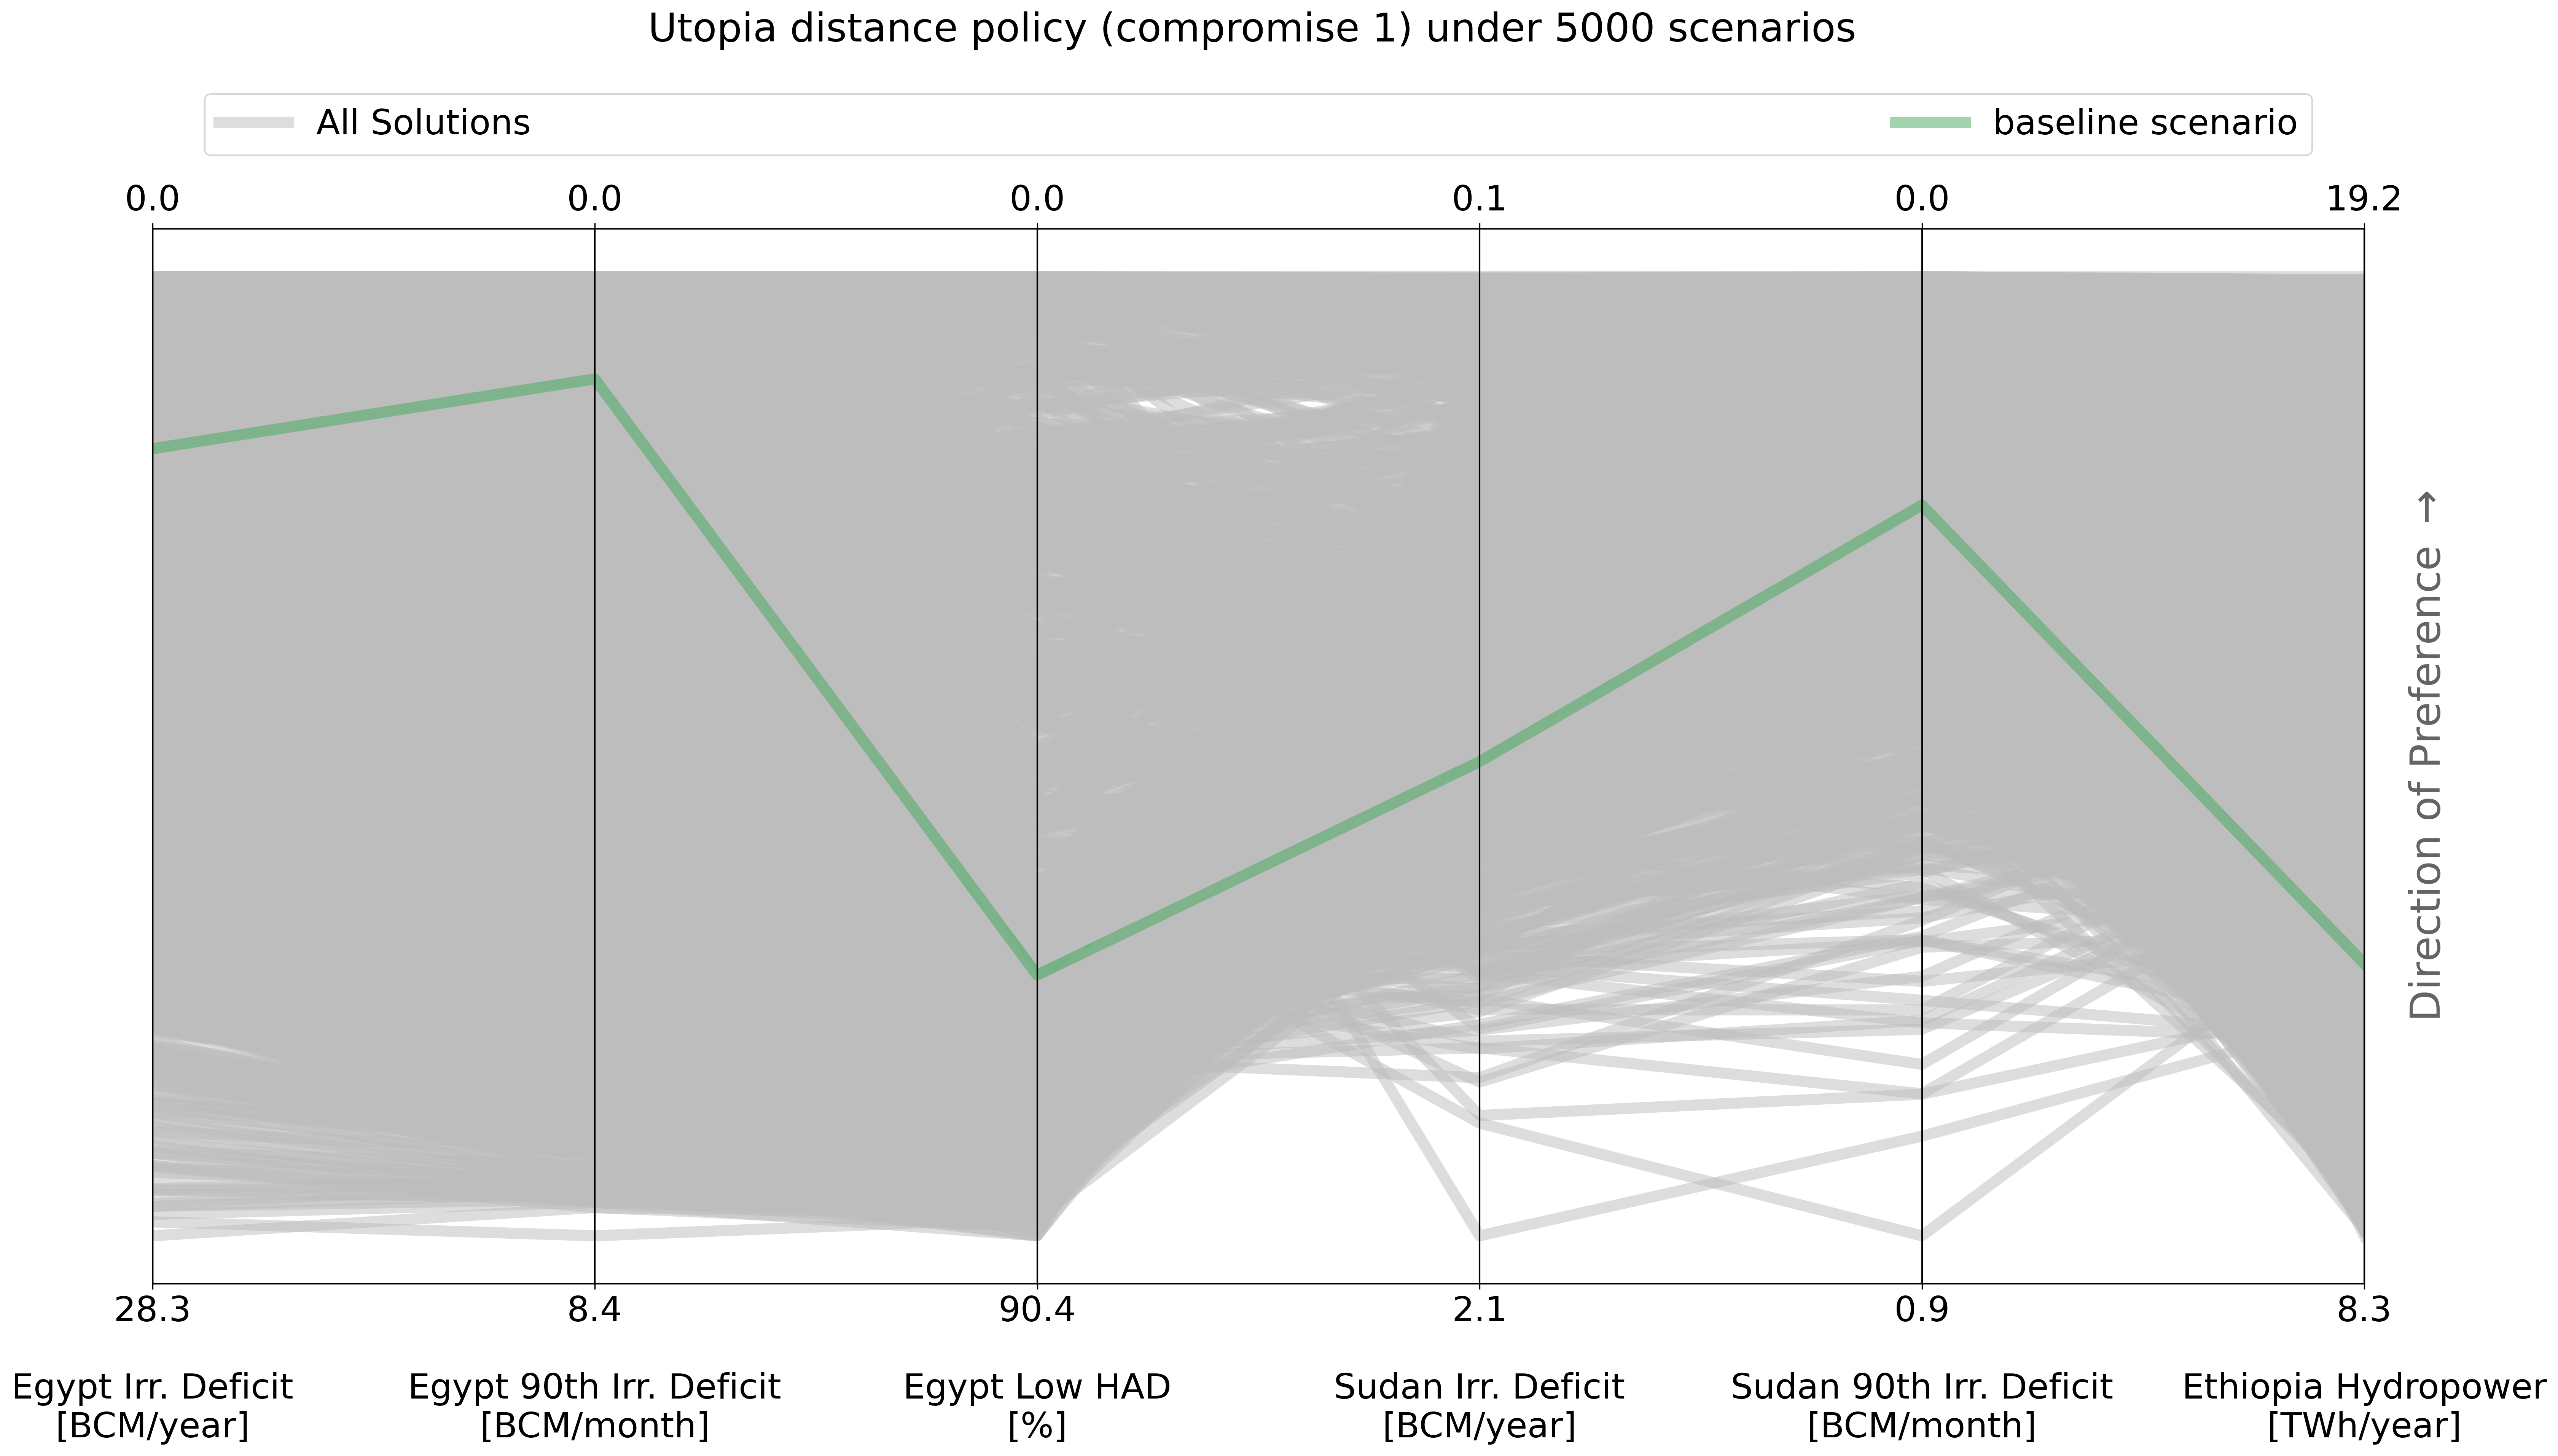 Utopia distance policy (compromise 1) under 5000 scenarios
All Solutions
baseline scenario
0.0 0.0 0.0 0.1 0.0 19.2
Direction of Preference →
28.3 8.4 90.4 2.1 0.9 8.3
Egypt Irr. Deficit
[BCM/year]
Egypt 90th Irr. Deficit
[BCM/month]
Egypt Low HAD
[%]
Sudan Irr. Deficit
[BCM/year]
Sudan 90th Irr. Deficit
[BCM/month]
Ethiopia Hydropower
[TWh/year]